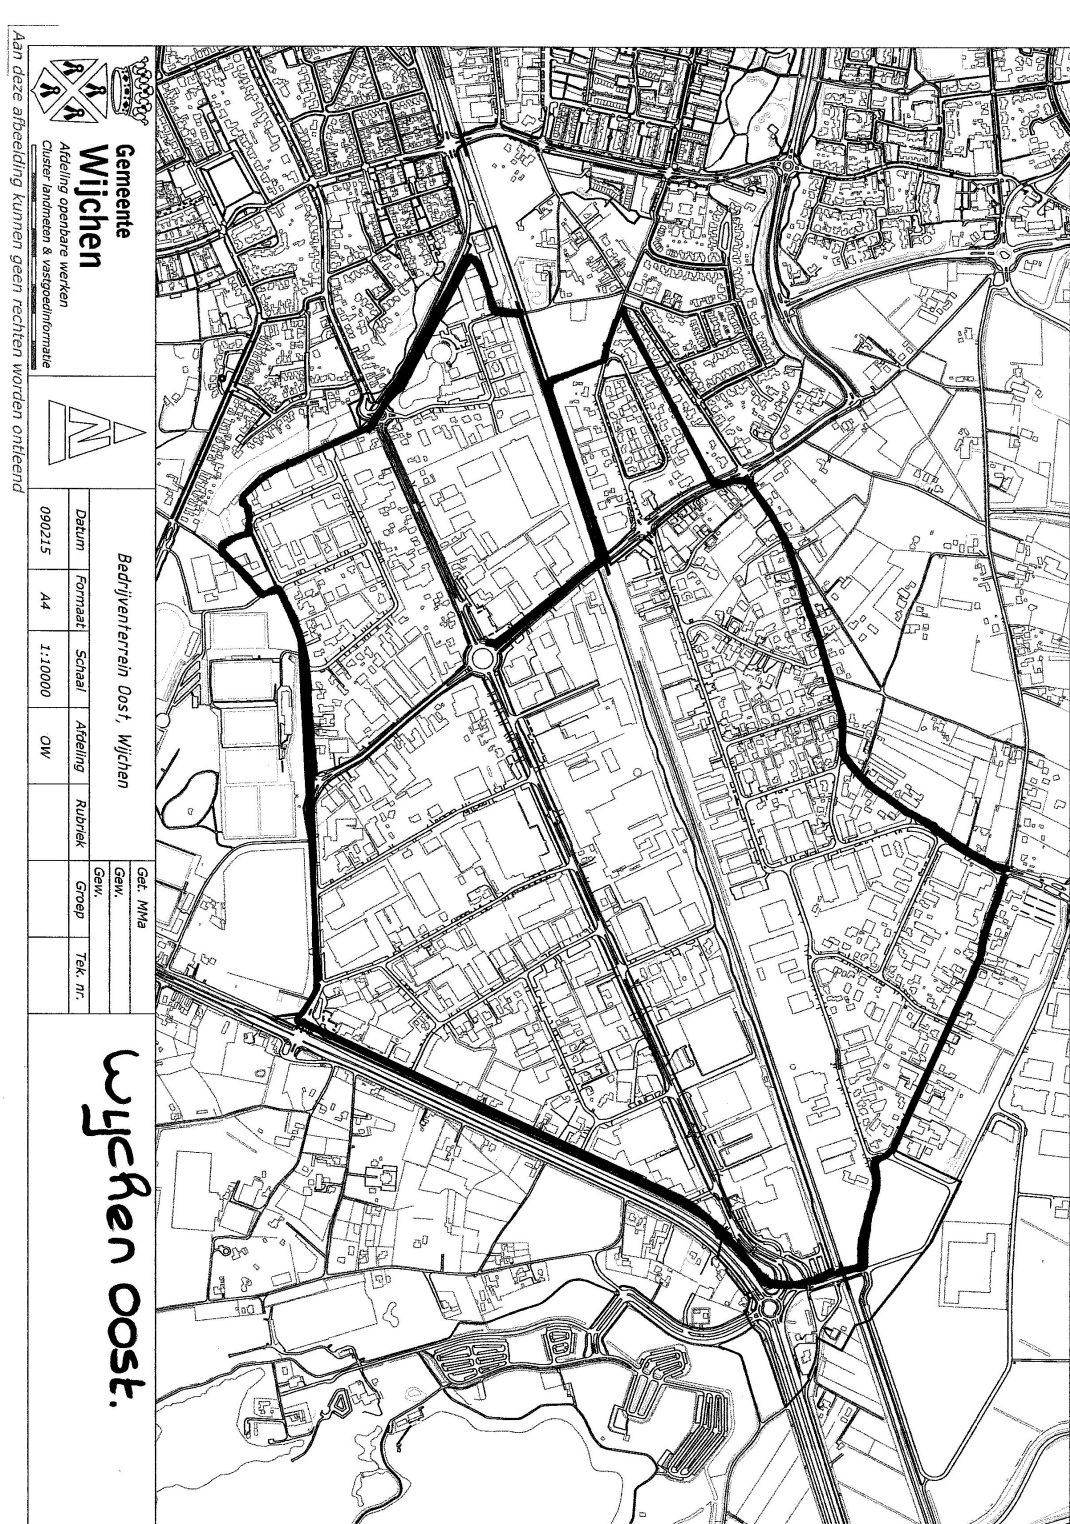 Aan deze afbeelding kunnen geen rechten worden ontleend
Gemeente
Wijchen
Afdeling openbare werken
Cluster landmeten & vastgoedinformatie
N
Bedrijventerrein Oost, Wijchen
Datum Formaat Schaal Afdeling Rubriek Groep Tek. nr.
090215 A4 1:10000 OW
Get. MMa
Gew.
Gew.
Wijchen oost.